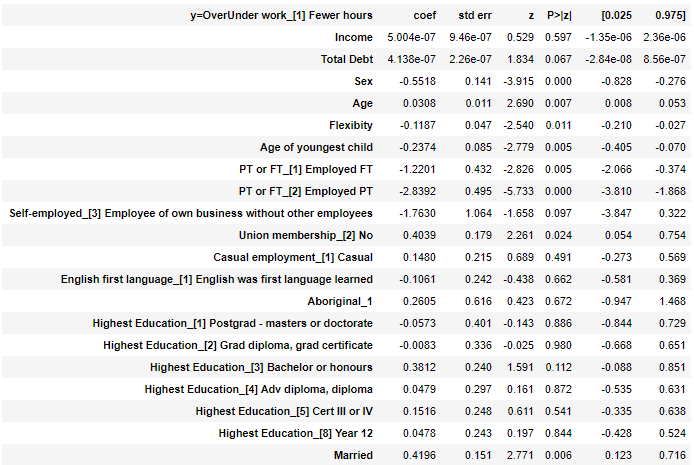 y=OverUnder work_[1] Fewer hours coef std err z P>|z| [0.025 0.975]
Income 5.004e-07 9.46e-07 0.529 0.597 -1.35e-06 2.36e-06
Total Debt 4.138e-07 2.26e-07 1.834 0.067 -2.84e-08 8.56e-07
Sex -0.5518 0.141 -3.915 0.000 -0.828 -0.276
Age 0.0308 0.011 2.690 0.007 0.008 0.053
Flexibity -0.1187 0.047 -2.540 0.011 -0.210 -0.027
Age of youngest child -0.2374 0.085 -2.779 0.005 -0.405 -0.070
PT or FT_[1] Employed FT -1.2201 0.432 -2.826 0.005 -2.066 -0.374
PT or FT_[2] Employed PT -2.8392 0.495 -5.733 0.000 -3.810 -1.868
Self-employed_[3] Employee of own business without other employees -1.7630 1.064 -1.658 0.097 -3.847 0.322
Union membership_[2] No 0.4039 0.179 2.261 0.024 0.054 0.754
Casual employment_[1] Casual 0.1480 0.215 0.689 0.491 -0.273 0.569
English first language_[1] English was first language learned -0.1061 0.242 -0.438 0.662 -0.581 0.369
Aboriginal_1 0.2605 0.616 0.423 0.672 -0.947 1.468
Highest Education_[1] Postgrad - masters or doctorate -0.0573 0.401 -0.143 0.886 -0.844 0.729
Highest Education_[2] Grad diploma, grad certificate -0.0083 0.336 -0.025 0.980 -0.668 0.651
Highest Education_[3] Bachelor or honours 0.3812 0.240 1.591 0.112 -0.088 0.851
Highest Education_[4] Adv diploma, diploma 0.0479 0.297 0.161 0.872 -0.535 0.631
Highest Education_[5] Cert III or IV 0.1516 0.248 0.611 0.541 -0.335 0.638
Highest Education_[8] Year 12 0.0478 0.243 0.197 0.844 -0.428 0.524
Married 0.4196 0.151 2.771 0.006 0.123 0.716